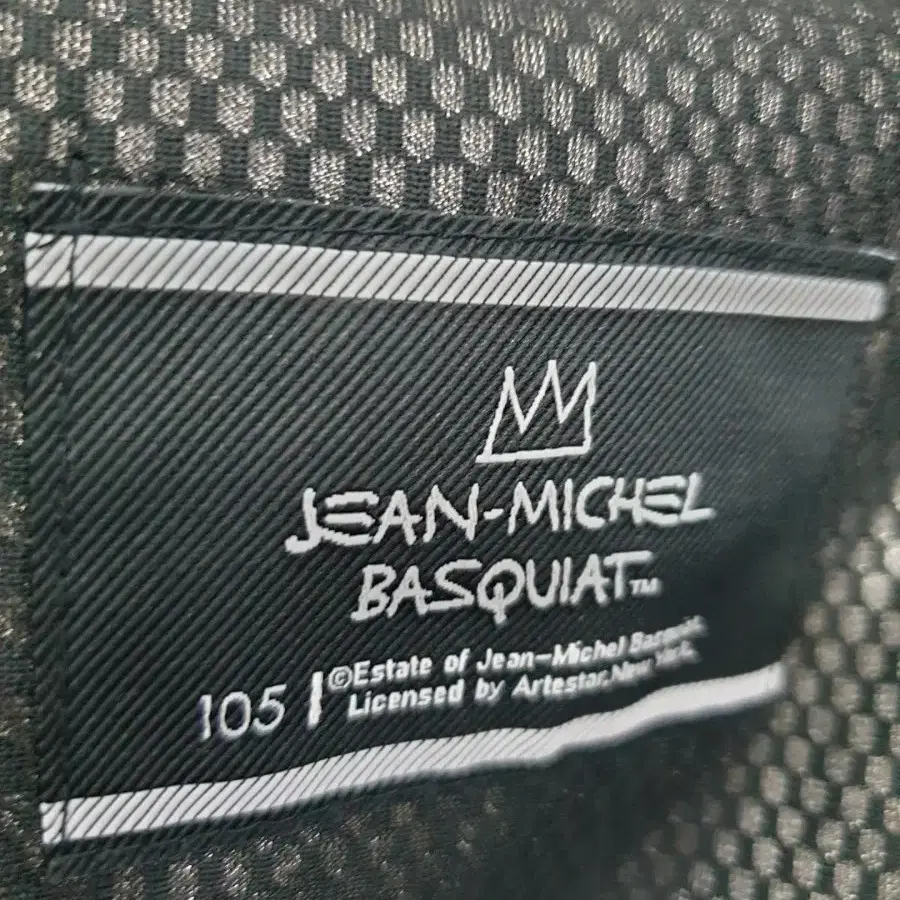 JEAN-MICHEL
BASQUIAT™
105
©Estate of Jean-Michel Basquiat.
Licensed by Artestar, New York.